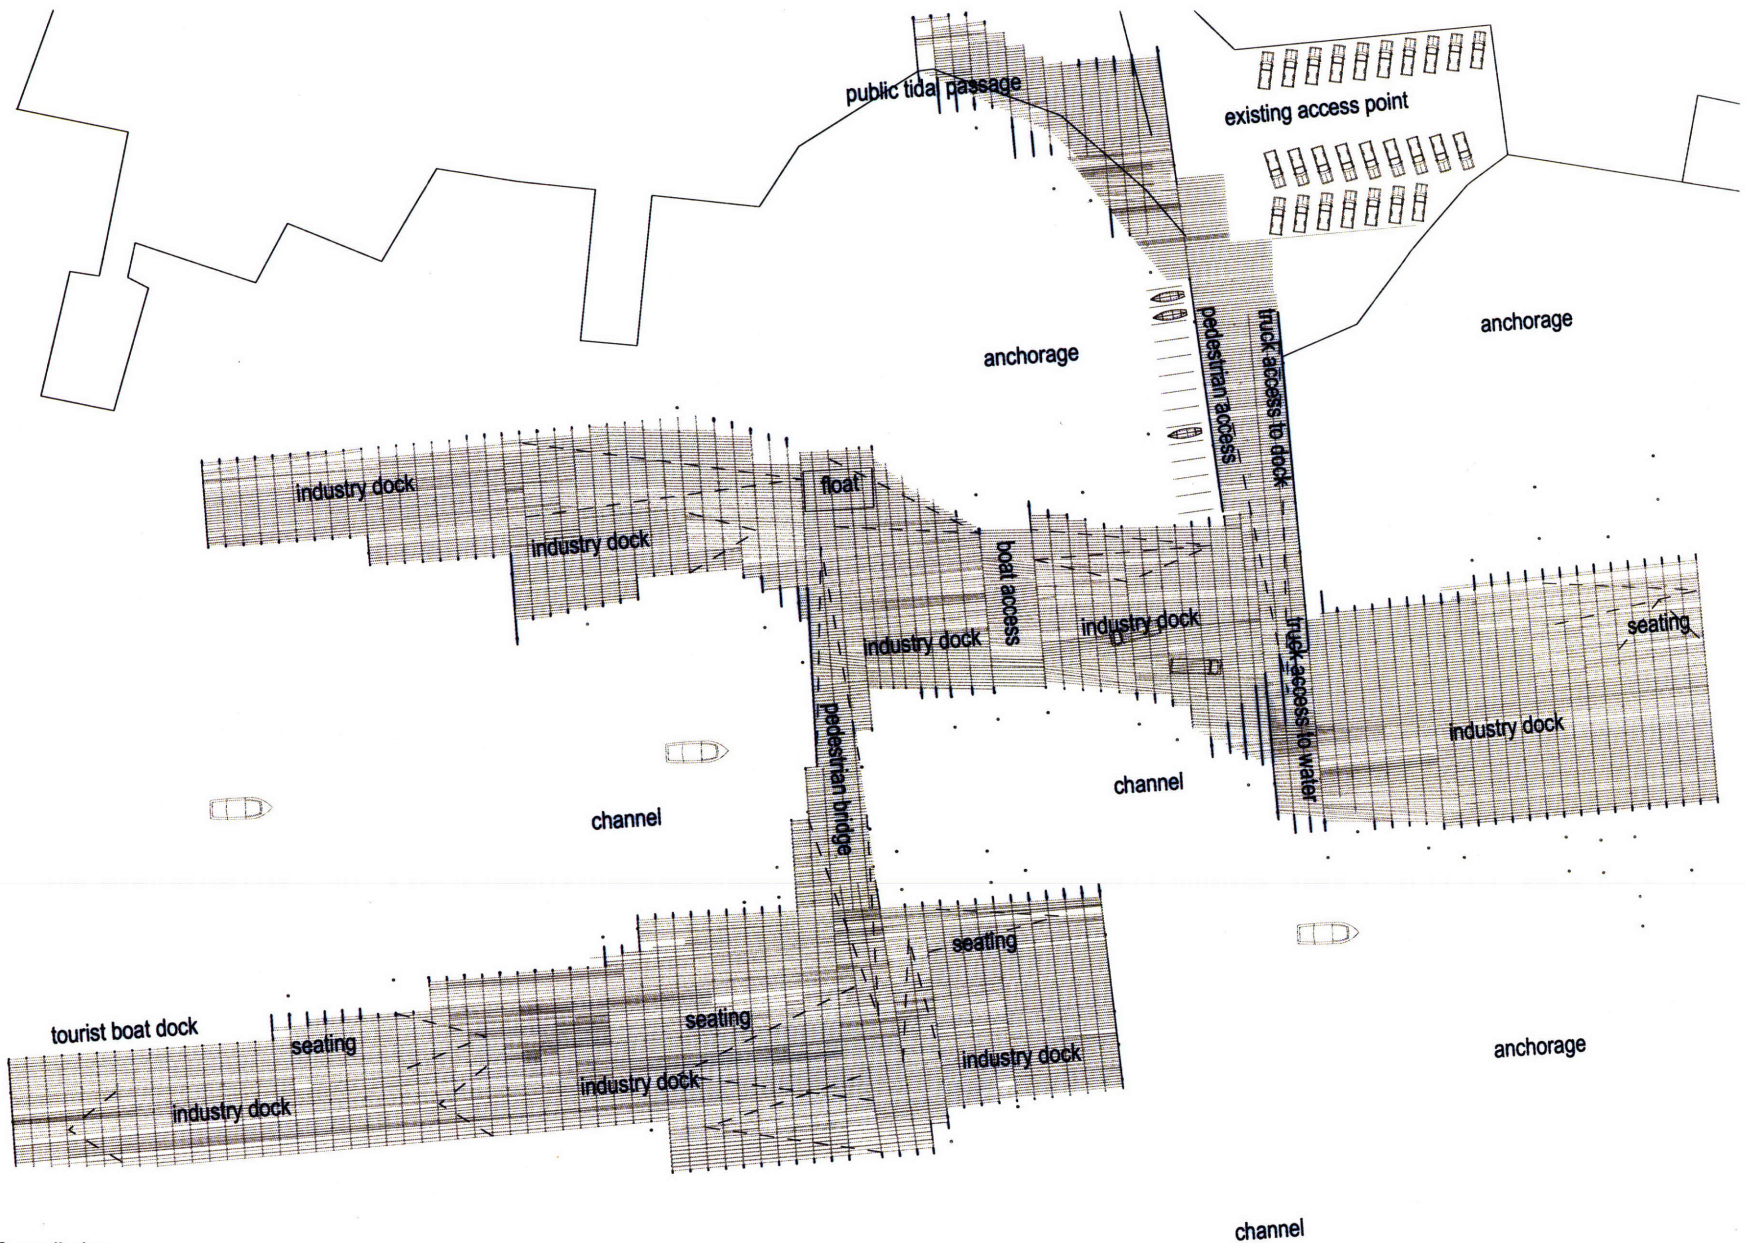 public tidal passage
existing access point
anchorage
anchorage
pedestrian access
truck access to dock
industry dock
float
industry dock
boat access
industry dock
industry dock
truck access to water
seating
industry dock
pedestrian bridge
channel
channel
seating
tourist boat dock
seating
seating
industry dock
industry dock
industry dock
anchorage
channel